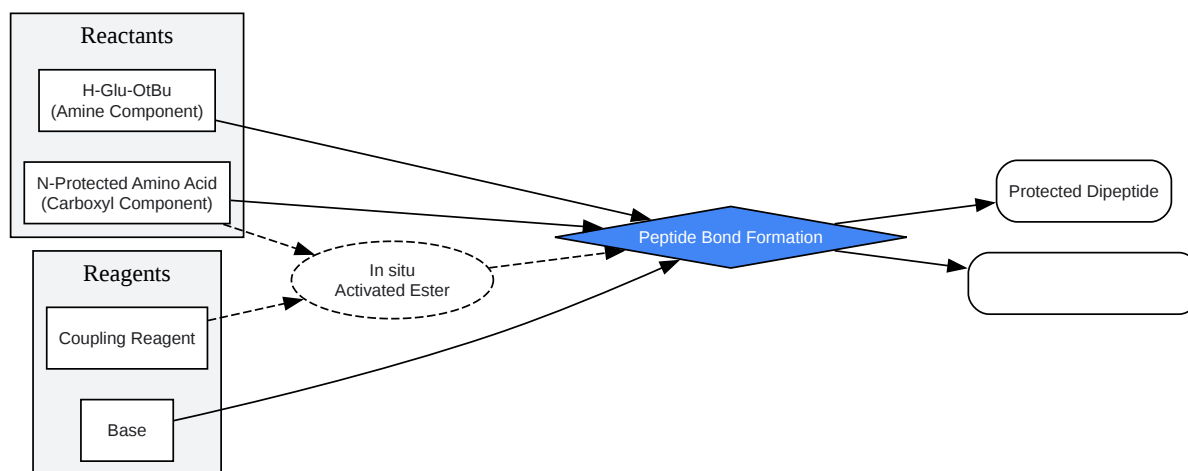 Reactants
H-Glu-OtBu
(Amine Component)
N-Protected Amino Acid
(Carboxyl Component)
Reagents
Coupling Reagent
Base
In situ
Activated Ester
Peptide Bond Formation
Protected Dipeptide